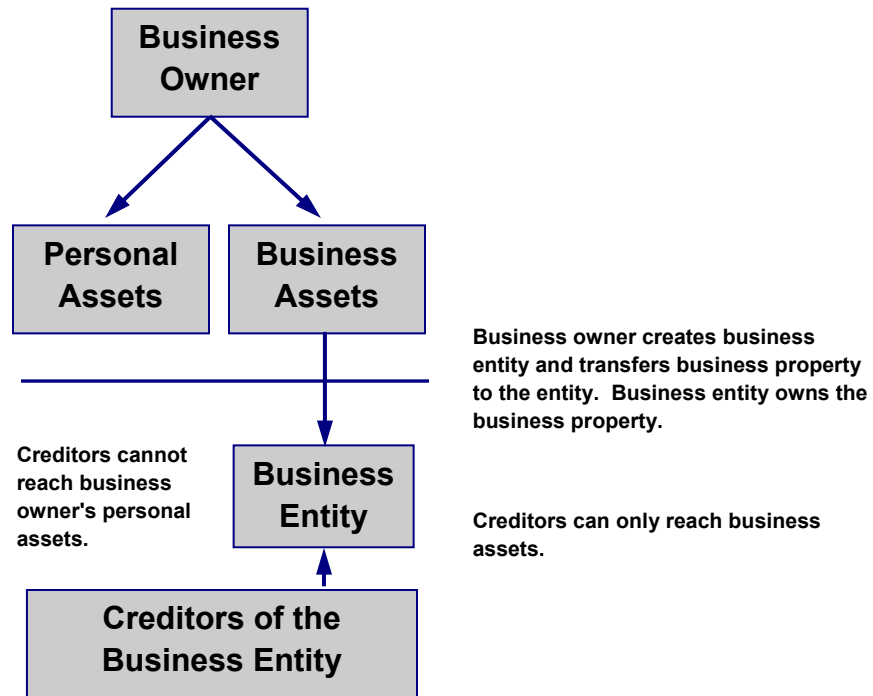 Business
Owner
Personal
Assets
Business
Assets
Business owner creates business
entity and transfers business property
to the entity.  Business entity owns the
business property.
Creditors cannot
reach business
owner's personal
assets.
Business
Entity
Creditors can only reach business
assets.
Creditors of the
Business Entity